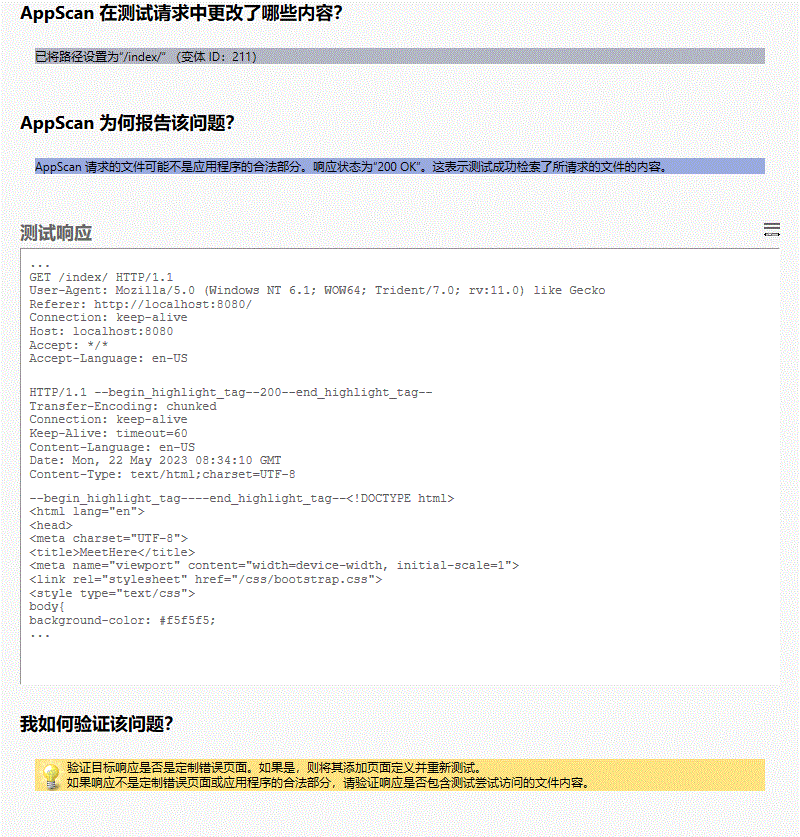 AppScan 在测试请求中更改了哪些内容?
已将路径设置为“/index/” （变体 ID：211）
AppScan 为何报告该问题?
AppScan 请求的文件可能不是应用程序的合法部分。响应状态为“200 OK”。这表示测试成功检索了所请求的文件的内容。
测试响应
...
GET /index/ HTTP/1.1
User-Agent: Mozilla/5.0 (Windows NT 6.1; WOW64; Trident/7.0; rv:11.0) like Gecko
Referer: http://localhost:8080/
Connection: keep-alive
Host: localhost:8080
Accept: */*
Accept-Language: en-US
HTTP/1.1 --begin_highlight_tag--200--end_highlight_tag--
Transfer-Encoding: chunked
Connection: keep-alive
Keep-Alive: timeout=60
Content-Language: en-US
Date: Mon, 22 May 2023 08:34:10 GMT
Content-Type: text/html;charset=UTF-8
--begin_highlight_tag----end_highlight_tag--<!DOCTYPE html>
<html lang="en">
<head>
<meta charset="UTF-8">
<title>MeetHere</title>
<meta name="viewport" content="width=device-width, initial-scale=1">
<link rel="stylesheet" href="/css/bootstrap.css">
<style type="text/css">
body{
background-color: #f5f5f5;
...
我如何验证该问题?
验证目标响应是否是定制错误页面。如果是，则将其添加页面定义并重新测试。
如果响应不是定制错误页面或应用程序的合法部分，请验证响应是否包含测试尝试访问的文件内容。